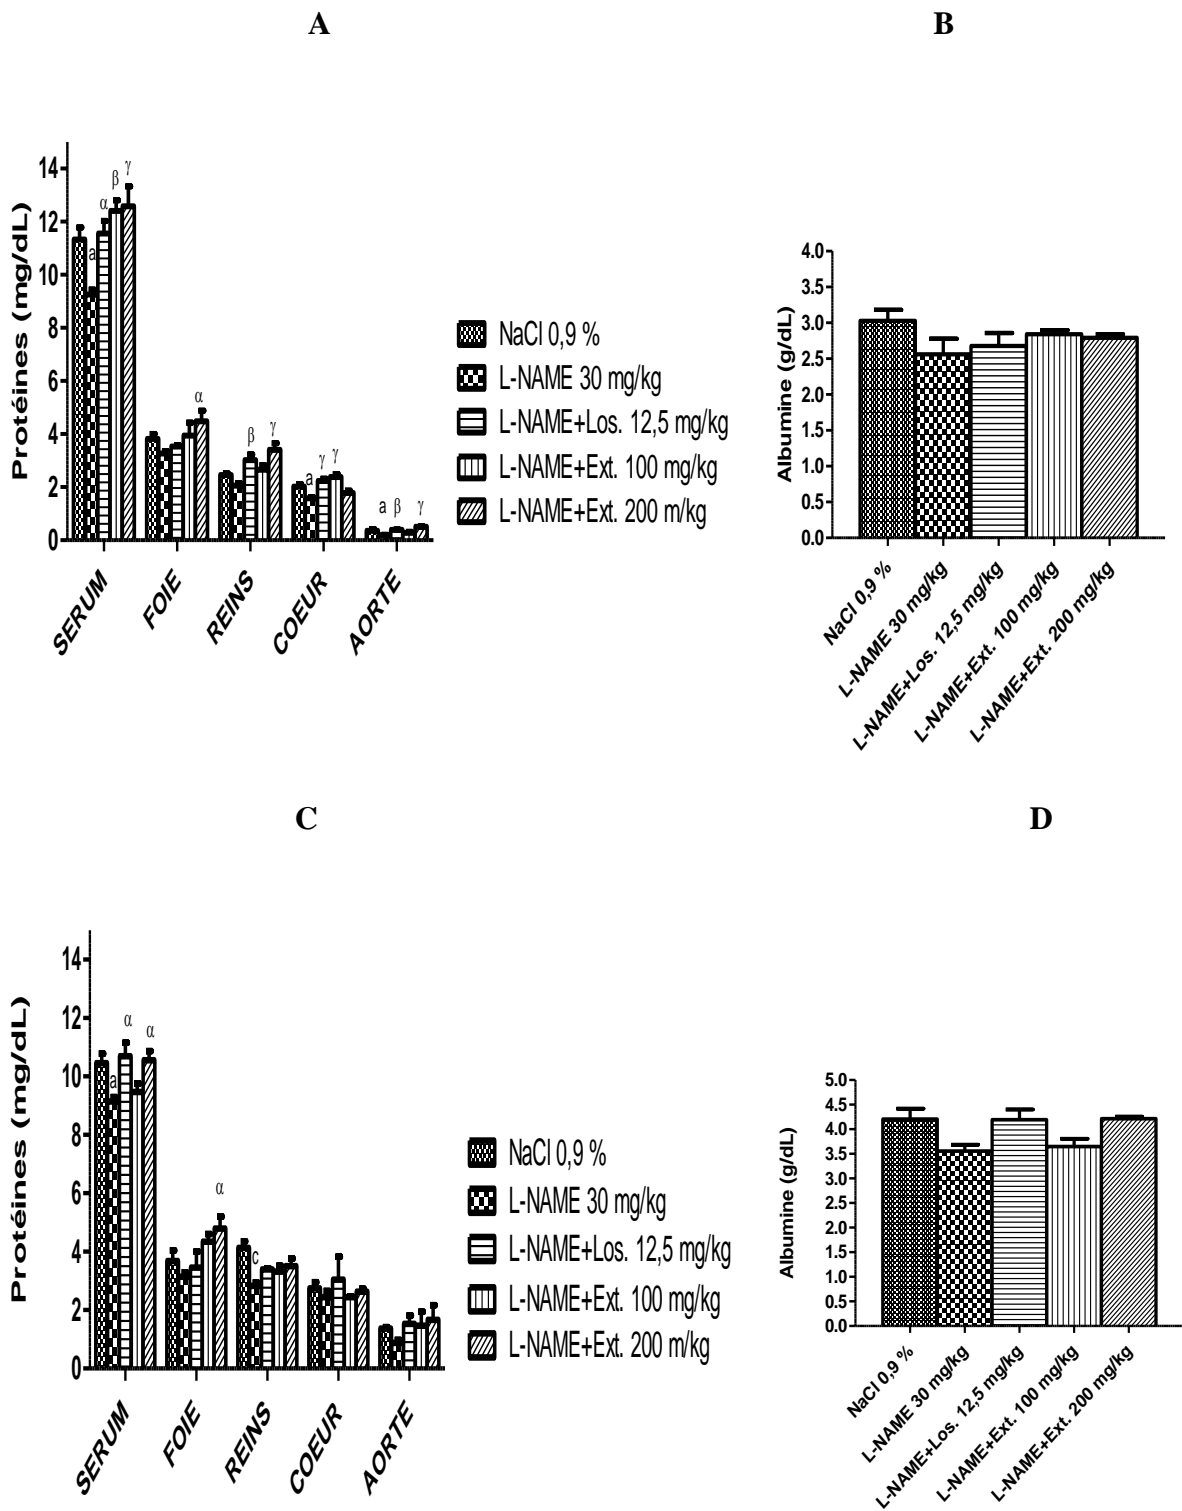 A
B
Protéines (mg/dL)
14
12
10
8
6
4
2
0
a
α
β
γ
α
β
γ
a
γ
γ
a
β
γ
SERUM
FOIE
REINS
COEUR
AORTE
NaCl 0,9 %
L-NAME 30 mg/kg
L-NAME+Los. 12,5 mg/kg
L-NAME+Ext. 100 mg/kg
L-NAME+Ext. 200 m/kg
Albumine (g/dL)
4.0
3.5
3.0
2.5
2.0
1.5
1.0
0.5
0.0
NaCl 0,9 %
L-NAME 30 mg/kg
L-NAME+Los. 12,5 mg/kg
L-NAME+Ext. 100 mg/kg
L-NAME+Ext. 200 mg/kg
C
D
Protéines (mg/dL)
14
12
10
8
6
4
2
0
a
α
α
α
c
SERUM
FOIE
REINS
COEUR
AORTE
NaCl 0,9 %
L-NAME 30 mg/kg
L-NAME+Los. 12,5 mg/kg
L-NAME+Ext. 100 mg/kg
L-NAME+Ext. 200 m/kg
Albumine (g/dL)
5.0
4.5
4.0
3.5
3.0
2.5
2.0
1.5
1.0
0.5
0.0
NaCl 0,9 %
L-NAME 30 mg/kg
L-NAME+Los. 12,5 mg/kg
L-NAME+Ext. 100 mg/kg
L-NAME+Ext. 200 mg/kg